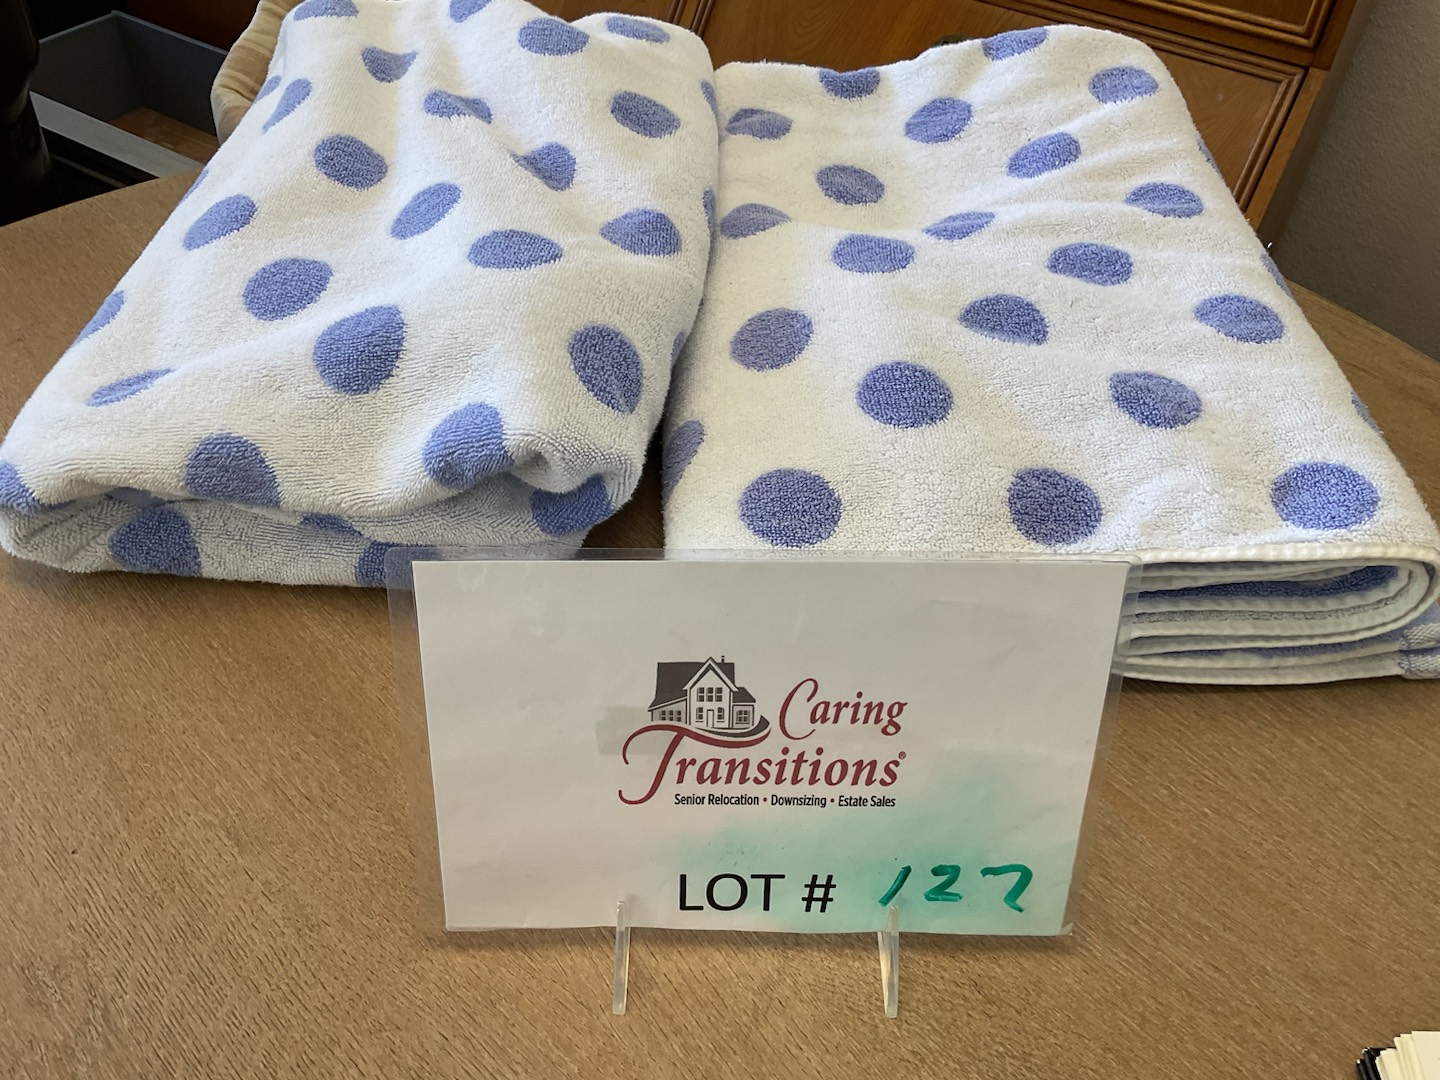 Caring
Transitions®
Senior Relocation • Downsizing • Estate Sales
LOT # 127